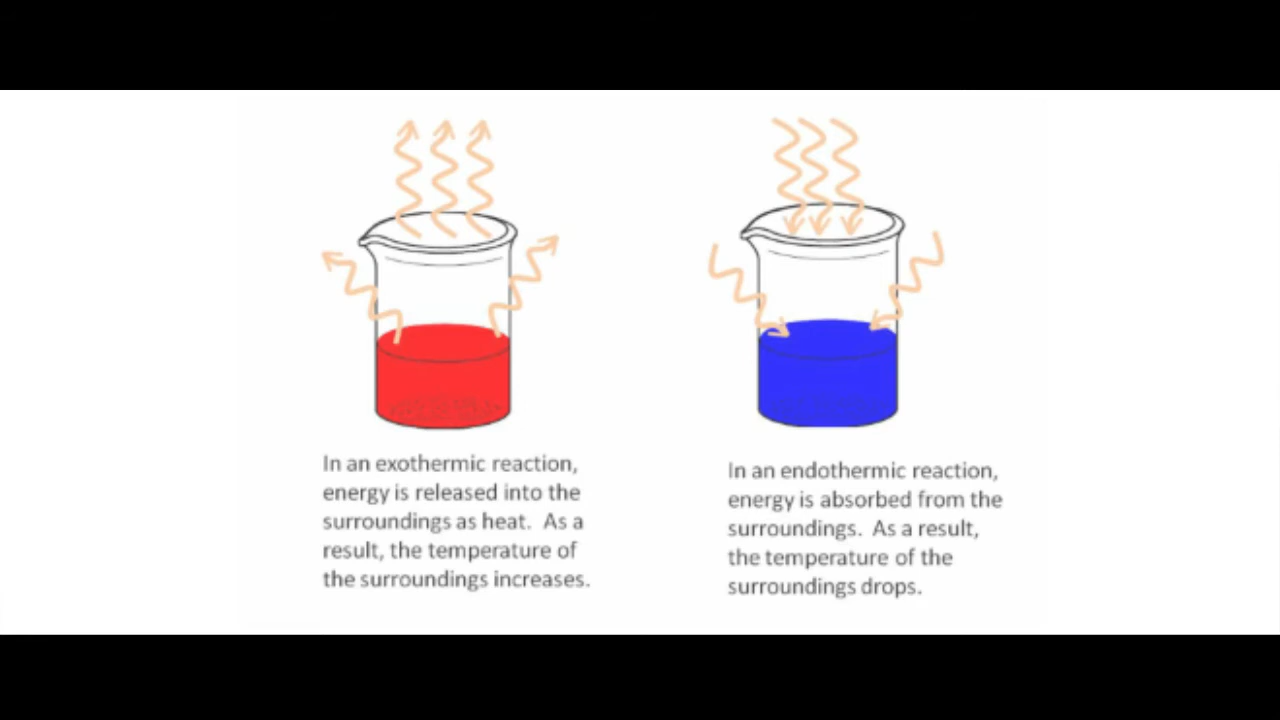 In an exothermic reaction,
energy is released into the
surroundings as heat.  As a
result, the temperature of
the surroundings increases.
In an endothermic reaction,
energy is absorbed from the
surroundings.  As a result,
the temperature of the
surroundings drops.